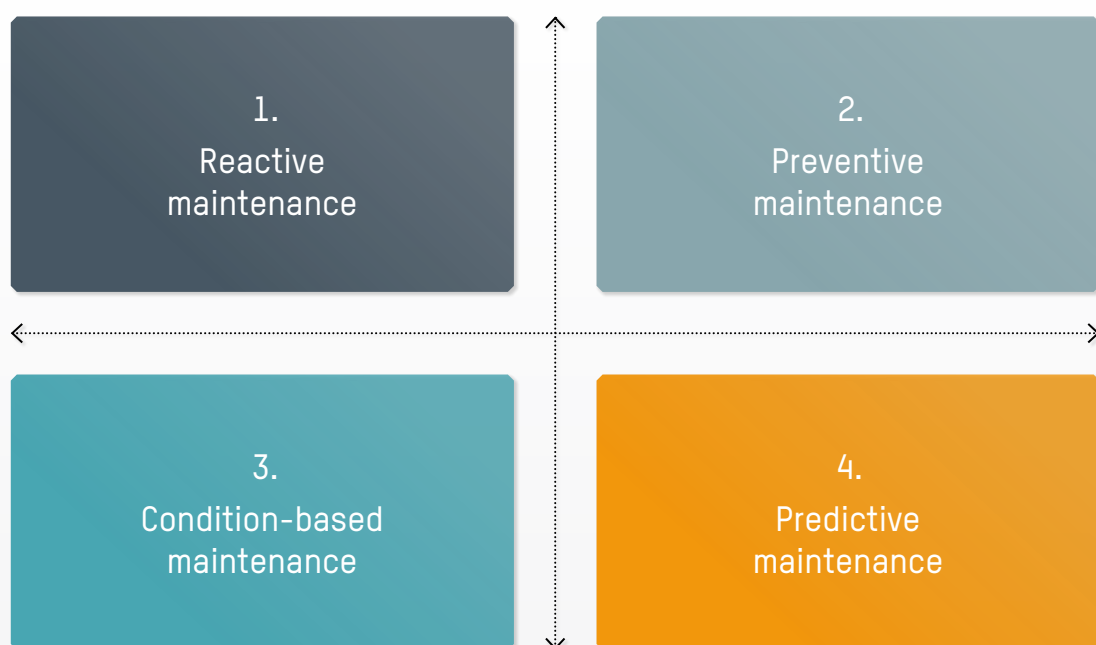 1.
Reactive
maintenance
2.
Preventive
maintenance
3.
Condition-based
maintenance
4.
Predictive
maintenance